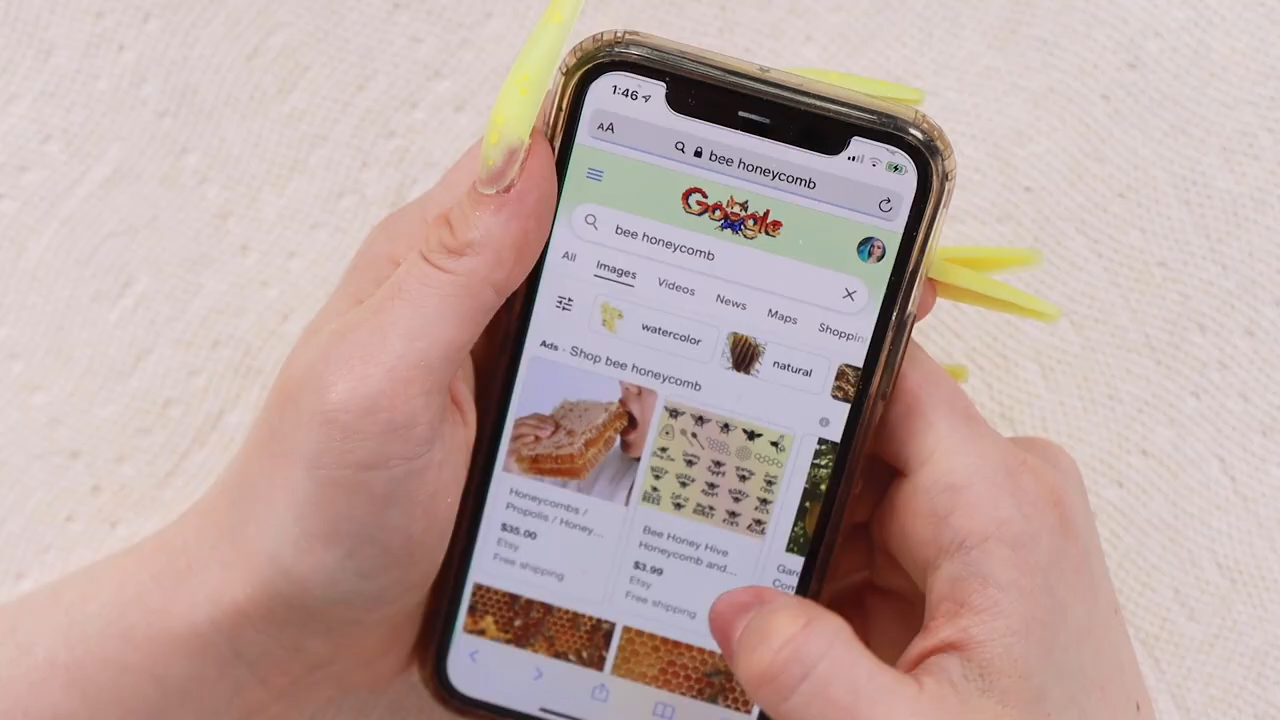 1:46
AA bee honeycomb
Google
bee honeycomb
All Images Videos News Maps Shoppin
watercolor natural
Ads · Shop bee honeycomb
Honeycombs /
Propolis / Honey...
$35.00
Etsy
Free shipping
Bee Honey Hive
Honeycomb and...
$3.99
Etsy
Free shipping
Gar
Com